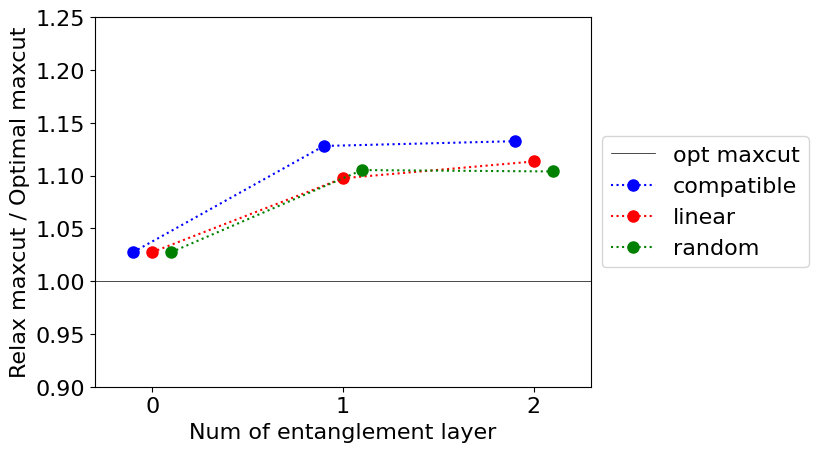 Relax maxcut / Optimal maxcut
1.25
1.20
1.15
1.10
1.05
1.00
0.95
0.90
0
1
2
Num of entanglement layer
opt maxcut
compatible
linear
random